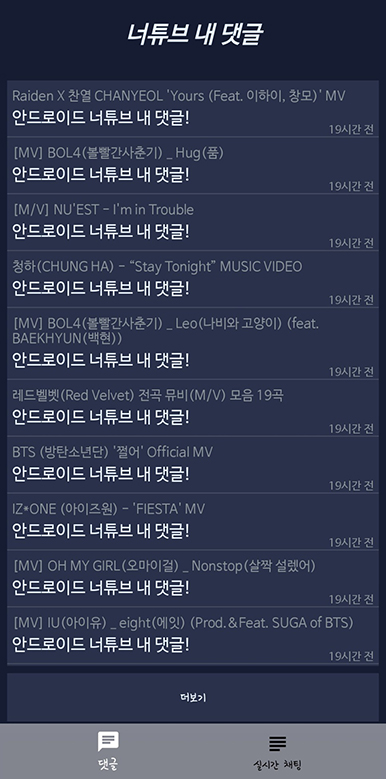 너튜브 내 댓글
Raiden X 찬열 CHANYEOL 'Yours (Feat. 이하이, 창모)' MV
안드로이드 너튜브 내 댓글!
19시간 전
[MV] BOL4(볼빨간사춘기) _ Hug(품)
안드로이드 너튜브 내 댓글!
19시간 전
[M/V] NU'EST - I'm in Trouble
안드로이드 너튜브 내 댓글!
19시간 전
청하(CHUNG HA) - “Stay Tonight” MUSIC VIDEO
안드로이드 너튜브 내 댓글!
19시간 전
[MV] BOL4(볼빨간사춘기) _ Leo(나비와 고양이) (feat.
BAEKHYUN(백현))
안드로이드 너튜브 내 댓글!
19시간 전
레드벨벳(Red Velvet) 전곡 뮤비(M/V) 모음 19곡
안드로이드 너튜브 내 댓글!
19시간 전
BTS (방탄소년단) '쩔어' Official MV
안드로이드 너튜브 내 댓글!
19시간 전
IZ*ONE (아이즈원) - 'FIESTA' MV
안드로이드 너튜브 내 댓글!
19시간 전
[MV] OH MY GIRL(오마이걸) _ Nonstop(살짝 설렜어)
안드로이드 너튜브 내 댓글!
19시간 전
[MV] IU(아이유) _ eight(에잇) (Prod.&Feat. SUGA of BTS)
안드로이드 너튜브 내 댓글!
19시간 전
더보기
댓글
실시간 채팅